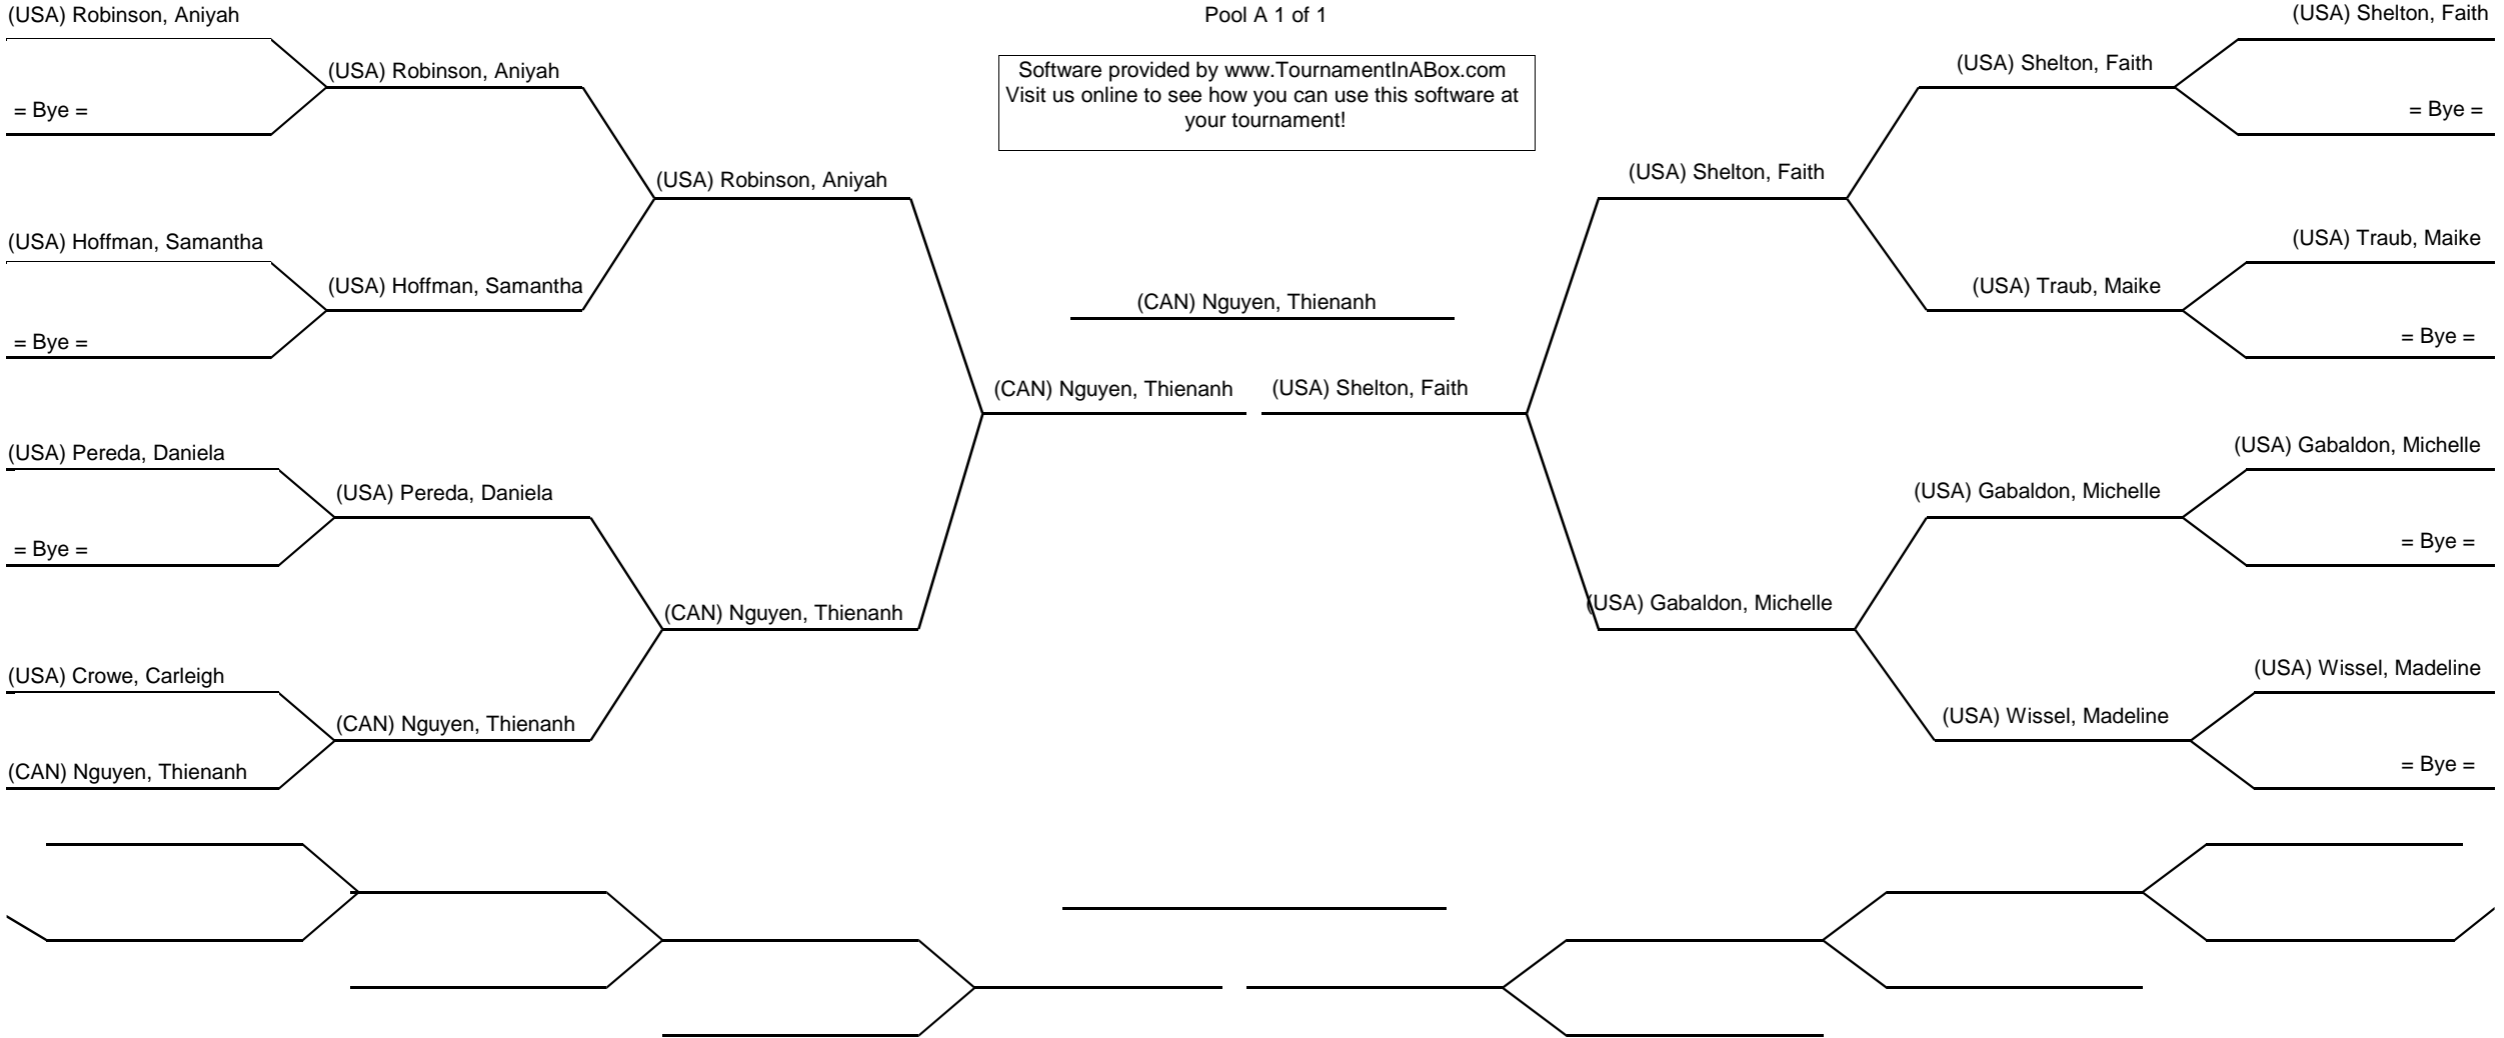 Pool A 1 of 1
Software provided by www.TournamentInABox.com
Visit us online to see how you can use this software at
your tournament!
(USA) Robinson, Aniyah
= Bye =
(USA) Hoffman, Samantha
= Bye =
(USA) Pereda, Daniela
= Bye =
(USA) Crowe, Carleigh
(CAN) Nguyen, Thienanh
(USA) Robinson, Aniyah
(USA) Hoffman, Samantha
(USA) Pereda, Daniela
(CAN) Nguyen, Thienanh
(USA) Robinson, Aniyah
(CAN) Nguyen, Thienanh
(CAN) Nguyen, Thienanh
(CAN) Nguyen, Thienanh
(USA) Shelton, Faith
(USA) Shelton, Faith
(USA) Gabaldon, Michelle
(USA) Shelton, Faith
(USA) Traub, Maike
(USA) Gabaldon, Michelle
(USA) Wissel, Madeline
(USA) Shelton, Faith
= Bye =
(USA) Traub, Maike
= Bye =
(USA) Gabaldon, Michelle
= Bye =
(USA) Wissel, Madeline
= Bye =